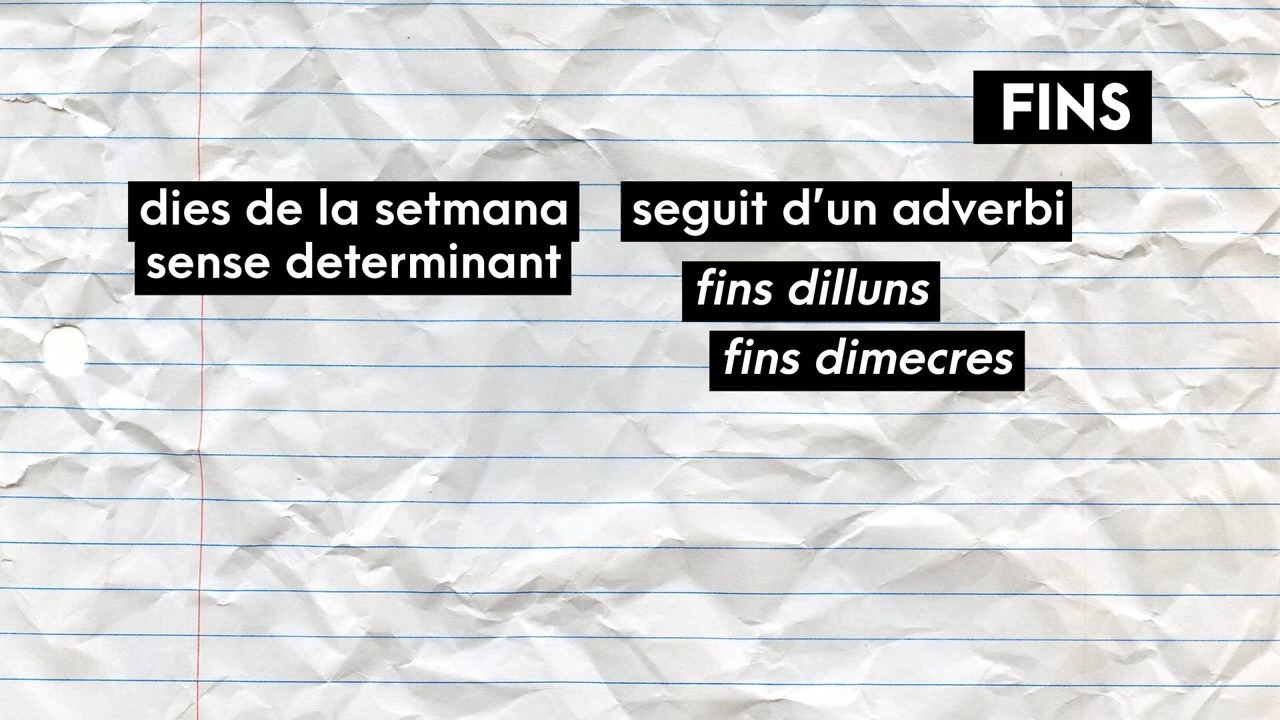 FINS
dies de la setmana
sense determinant
seguit d'un adverbi
fins dilluns
fins dimecres